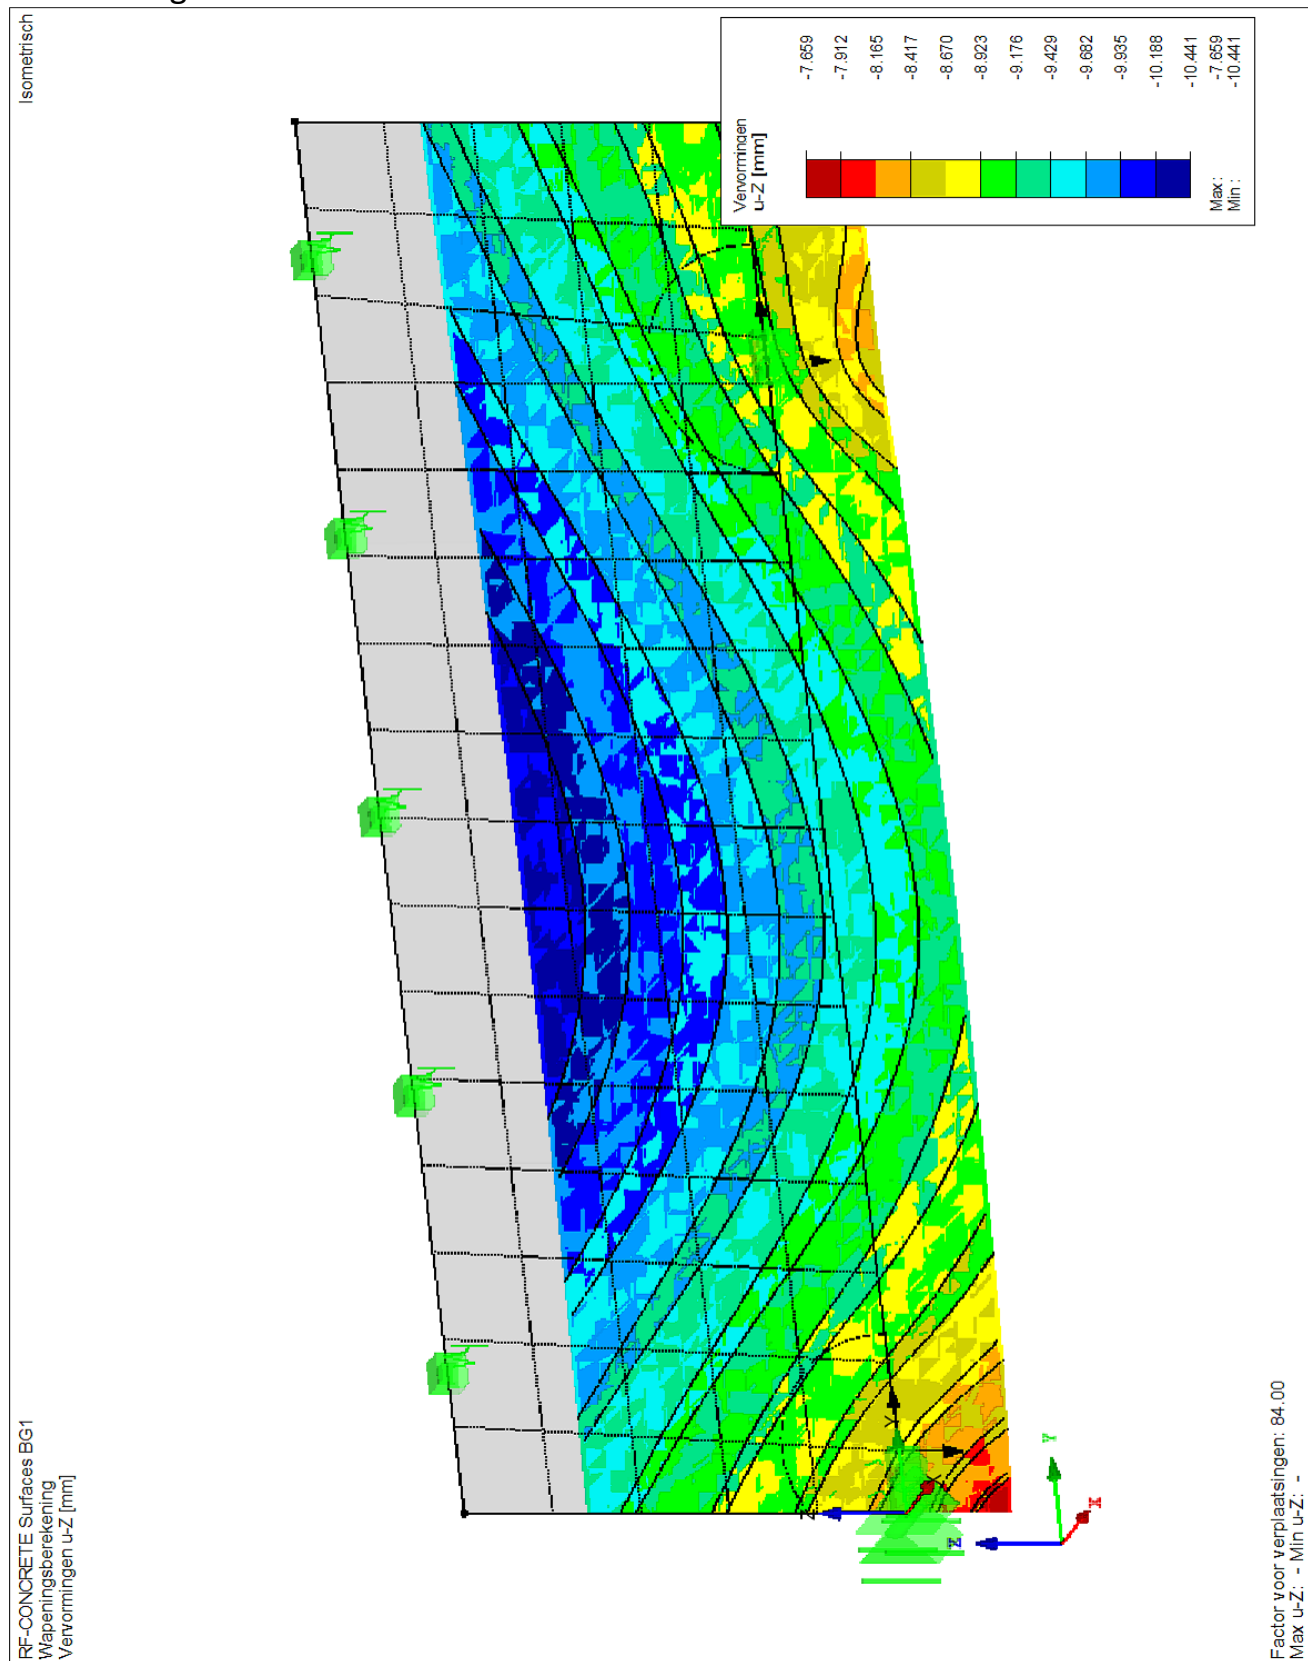 RF-CONCRETE Surfaces BG1
Wapeningsberekening
Vervormingen u-Z [mm]
Isometrisch
Vervormingen
u-Z [mm]
-7.659
-7.912
-8.165
-8.417
-8.670
-8.923
-9.176
-9.429
-9.682
-9.935
-10.188
-10.441
Max : -7.659
Min : -10.441
Y
X
Z
Z
Y
X
Factor voor verplaatsingen: 84.00
Max u-Z: - Min u-Z: -